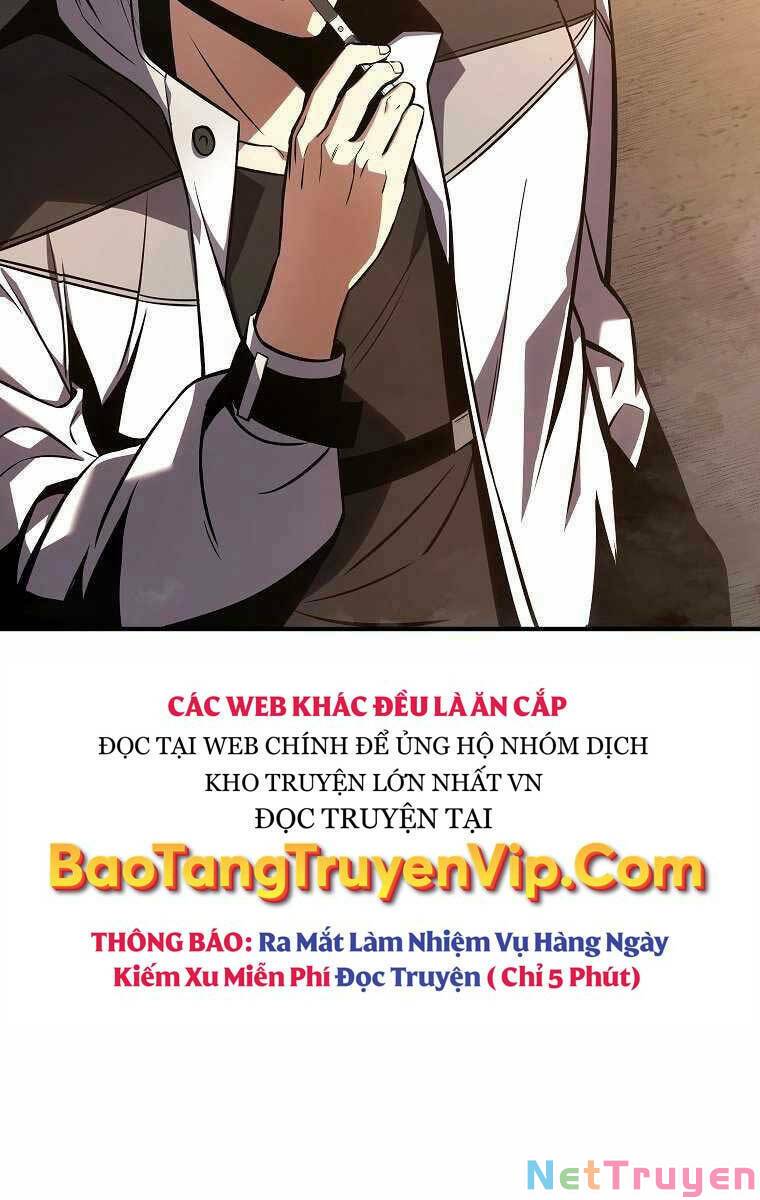 CÁC WEB KHÁC ĐỀU LÀ ĂN CẮP
ĐỌC TẠI WEB CHÍNH ĐỂ ỦNG HỘ NHÓM DỊCH
KHO TRUYỆN LỚN NHẤT VN
ĐỌC TRUYỆN TẠI
BaoTangTruyenVip.Com
THÔNG BÁO: Ra Mắt Làm Nhiệm Vụ Hàng Ngày
Kiếm Xu Miễn Phí Đọc Truyện ( Chỉ 5 Phút)
NetTruyen